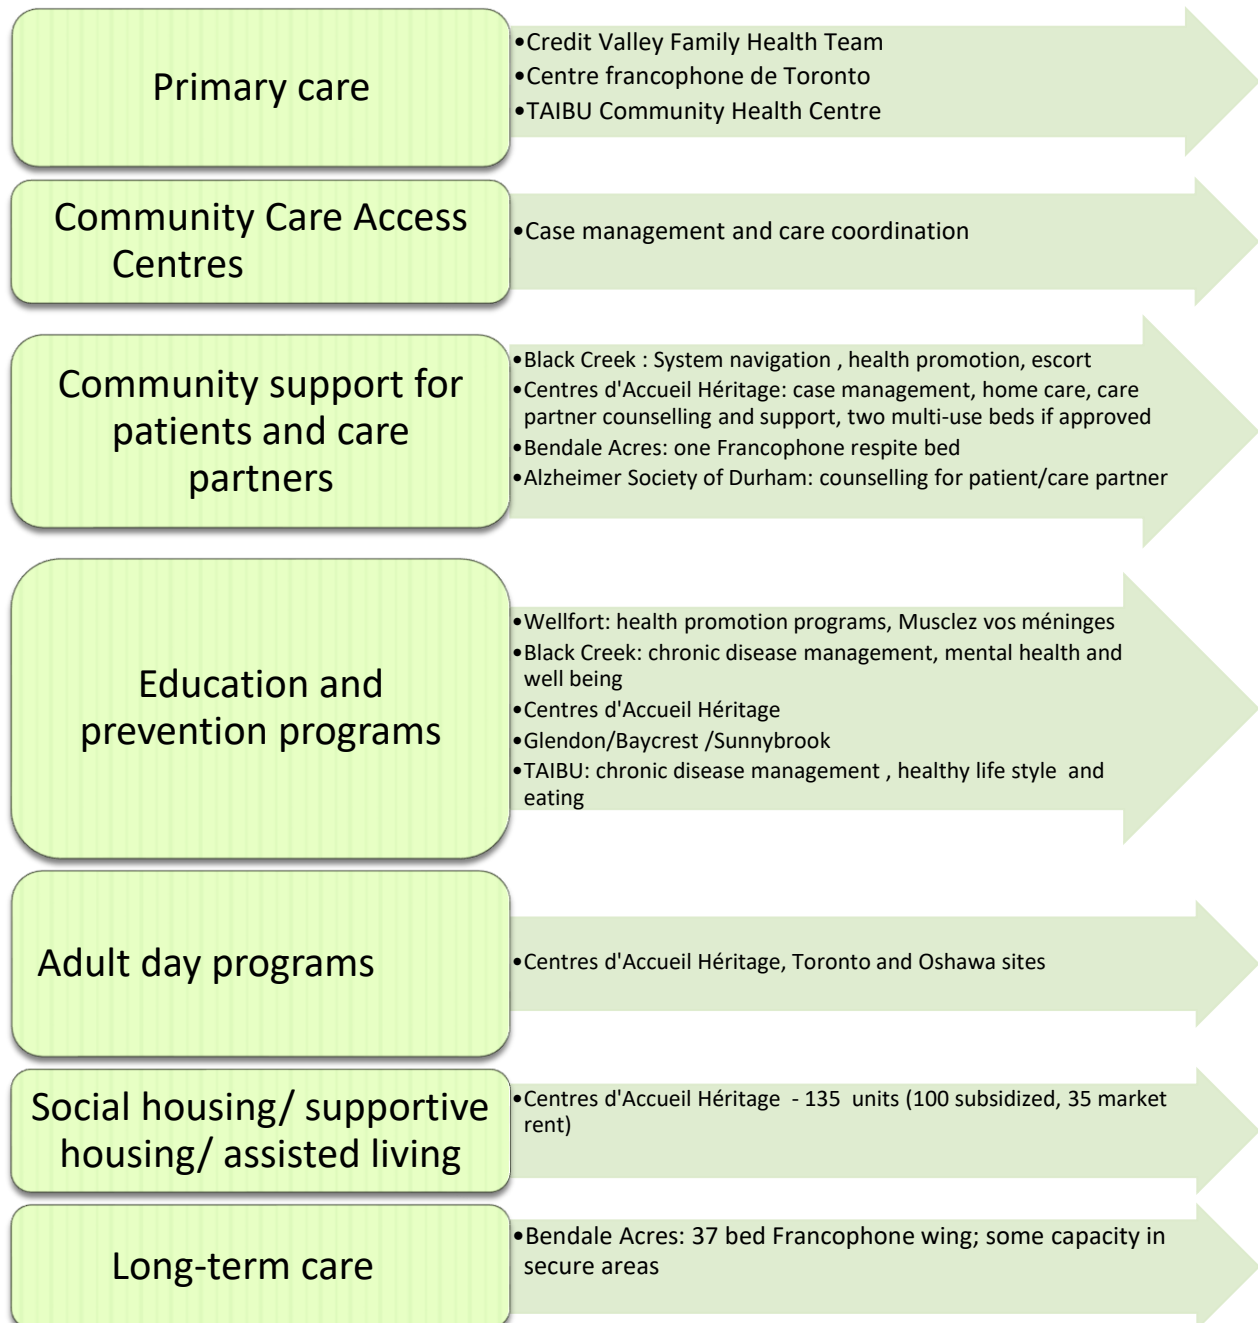 Primary care
•Credit Valley Family Health Team
•Centre francophone de Toronto
•TAIBU Community Health Centre
Community Care Access
Centres
•Case management and care coordination
Community support for
patients and care
partners
•Black Creek : System navigation , health promotion, escort
•Centres d'Accueil Héritage: case management, home care, care
partner counselling and support, two multi-use beds if approved
•Bendale Acres: one Francophone respite bed
•Alzheimer Society of Durham: counselling for patient/care partner
Education and
prevention programs
•Wellfort: health promotion programs, Musclez vos méninges
•Black Creek: chronic disease management, mental health and
well being
•Centres d'Accueil Héritage
•Glendon/Baycrest /Sunnybrook
•TAIBU: chronic disease management , healthy life style and
eating
Adult day programs
•Centres d'Accueil Héritage, Toronto and Oshawa sites
Social housing/ supportive
housing/ assisted living
•Centres d'Accueil Héritage - 135 units (100 subsidized, 35 market
rent)
Long-term care
•Bendale Acres: 37 bed Francophone wing; some capacity in
secure areas